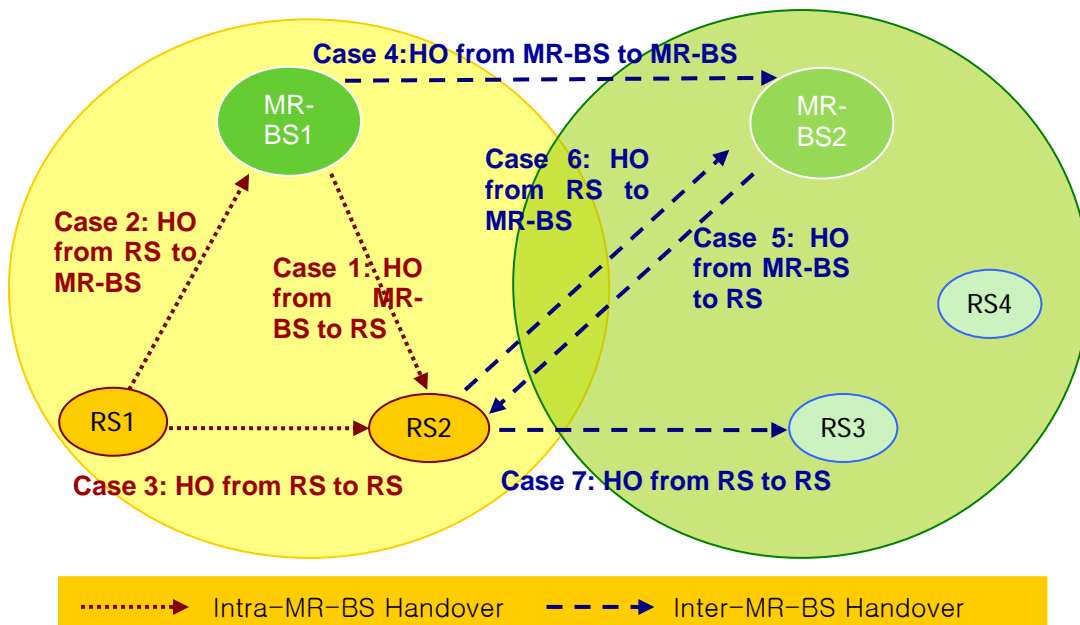 Case 4:HO from MR-BS to MR-BS
MR-
BS1
MR-
BS2
Case 6: HO
from RS to
MR-BS
Case 2: HO
from RS to
MR-BS
Case 1: HO
from MR-
BS to RS
Case 5: HO
from MR-BS
to RS
RS4
RS1
RS2
RS3
Case 3: HO from RS to RS
Case 7: HO from RS to RS
Intra-MR-BS Handover
Inter-MR-BS Handover